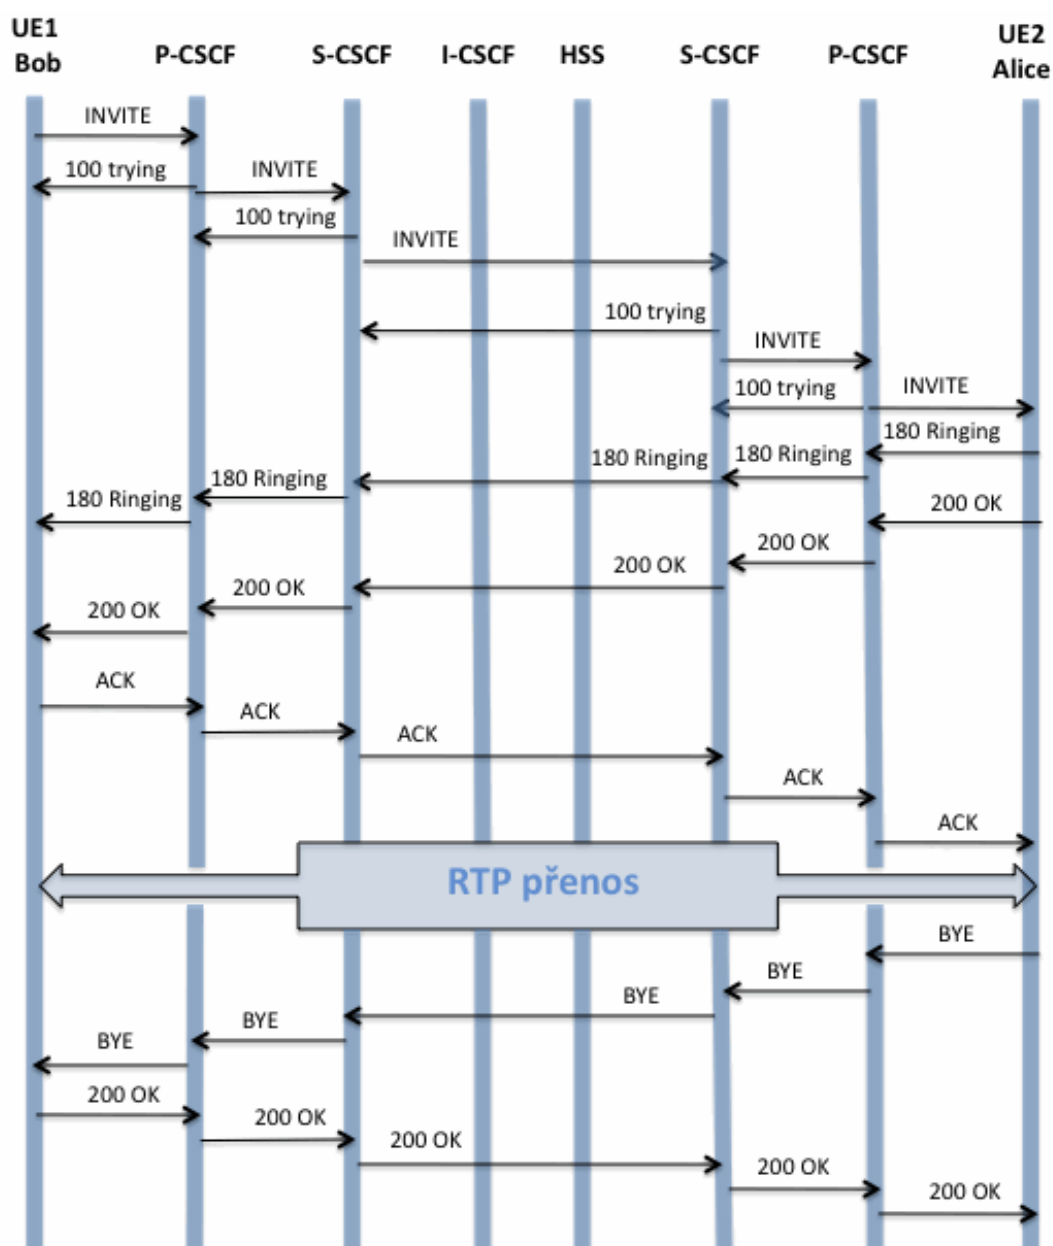 UE1
Bob
P-CSCF
S-CSCF
I-CSCF
HSS
S-CSCF
P-CSCF
UE2
Alice
INVITE
100 trying
INVITE
100 trying
INVITE
100 trying
INVITE
100 trying
INVITE
180 Ringing
180 Ringing
180 Ringing
180 Ringing
180 Ringing
200 OK
200 OK
200 OK
200 OK
200 OK
ACK
ACK
ACK
ACK
ACK
RTP přenos
BYE
BYE
BYE
BYE
BYE
200 OK
200 OK
200 OK
200 OK
200 OK